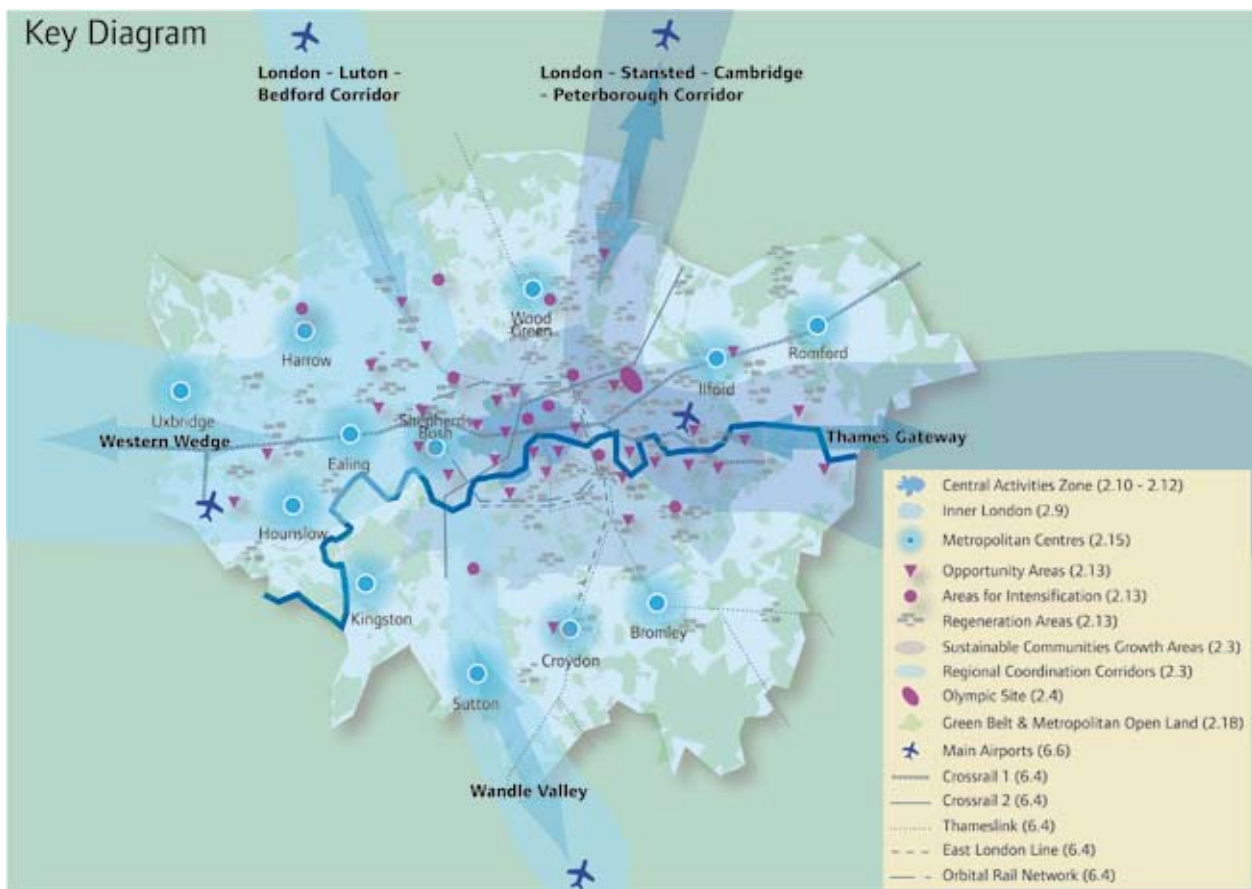 Key Diagram
London - Luton -
Bedford Corridor
London - Stansted - Cambridge
- Peterborough Corridor
Wood
Green
Harrow
Romford
Ilford
Uxbridge
Shepherds
Bush
Western Wedge
Ealing
Thames Gateway
Hounslow
Kingston
Croydon
Bromley
Sutton
Wandle Valley
Central Activities Zone (2.10 - 2.12)
Inner London (2.9)
Metropolitan Centres (2.15)
Opportunity Areas (2.13)
Areas for Intensification (2.13)
Regeneration Areas (2.13)
Sustainable Communities Growth Areas (2.3)
Regional Coordination Corridors (2.3)
Olympic Site (2.4)
Green Belt & Metropolitan Open Land (2.18)
Main Airports (6.6)
Crossrail 1 (6.4)
Crossrail 2 (6.4)
Thameslink (6.4)
East London Line (6.4)
Orbital Rail Network (6.4)